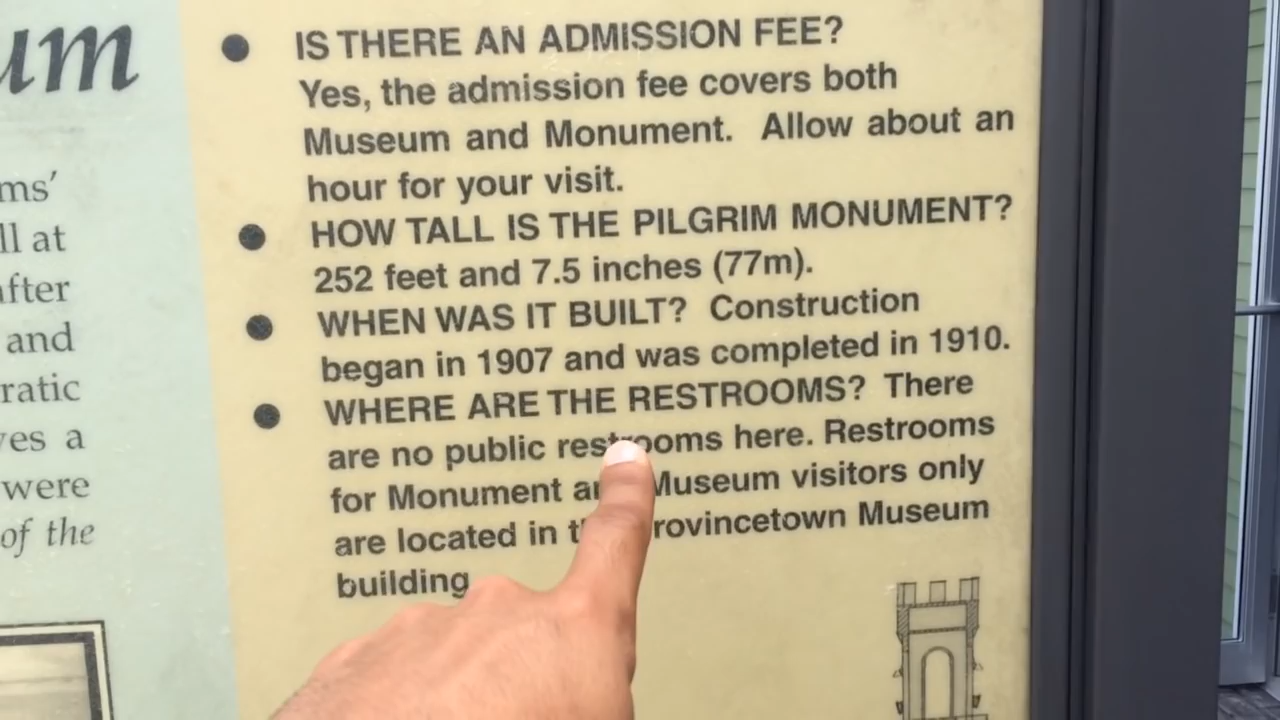 um
IS THERE AN ADMISSION FEE?
Yes, the admission fee covers both
Museum and Monument. Allow about an
hour for your visit.
HOW TALL IS THE PILGRIM MONUMENT?
252 feet and 7.5 inches (77m).
WHEN WAS IT BUILT? Construction
began in 1907 and was completed in 1910.
WHERE ARE THE RESTROOMS? There
are no public restrooms here. Restrooms
for Monument and Museum visitors only
are located in the Provincetown Museum
building
ms'
ll at
after
and
ratic
ves a
were
of the